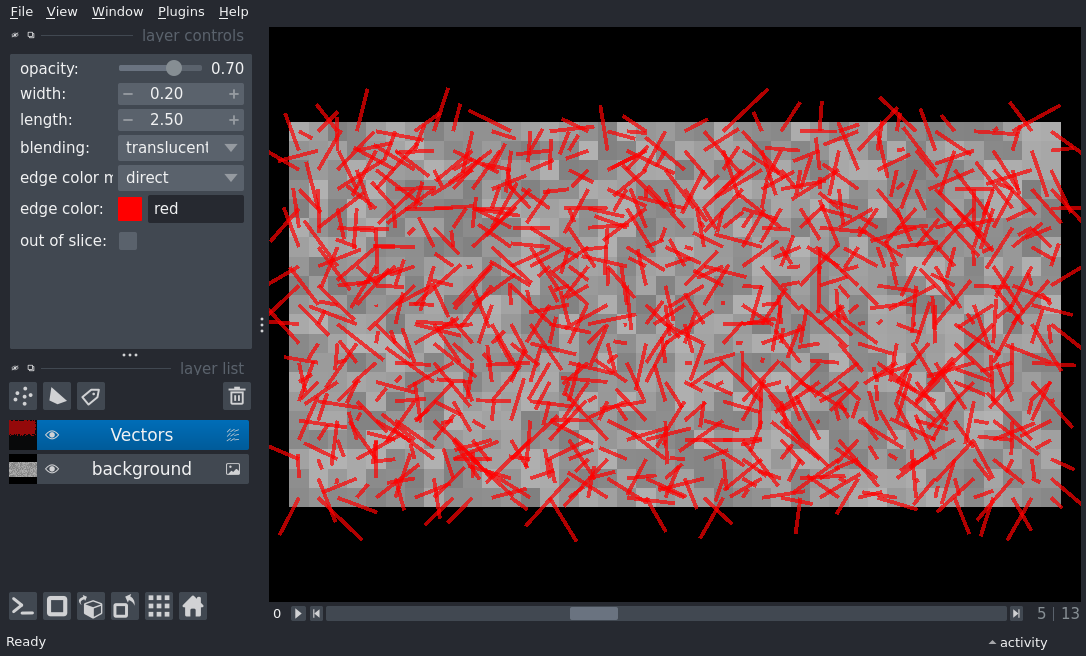 File View Window Plugins Help
layer controls
opacity: 0.70
width: 0.20
length: 2.50
blending: translucent
edge color m direct
edge color: red
out of slice:
layer list
Vectors
background
0 5 13
Ready activity